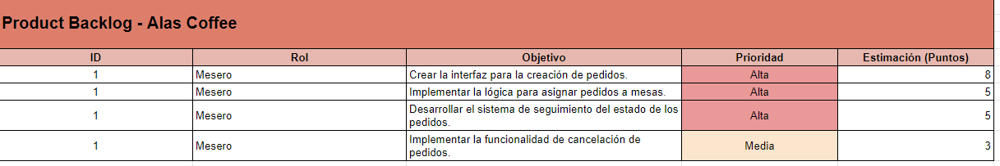 Product Backlog - Alas Coffee
ID Rol Objetivo Prioridad Estimación (Puntos)
1 Mesero Crear la interfaz para la creación de pedidos. Alta 8
1 Mesero Implementar la lógica para asignar pedidos a mesas. Alta 5
1 Mesero Desarrollar el sistema de seguimiento del estado de los
pedidos. Alta 5
1 Mesero Implementar la funcionalidad de cancelación de
pedidos. Media 3